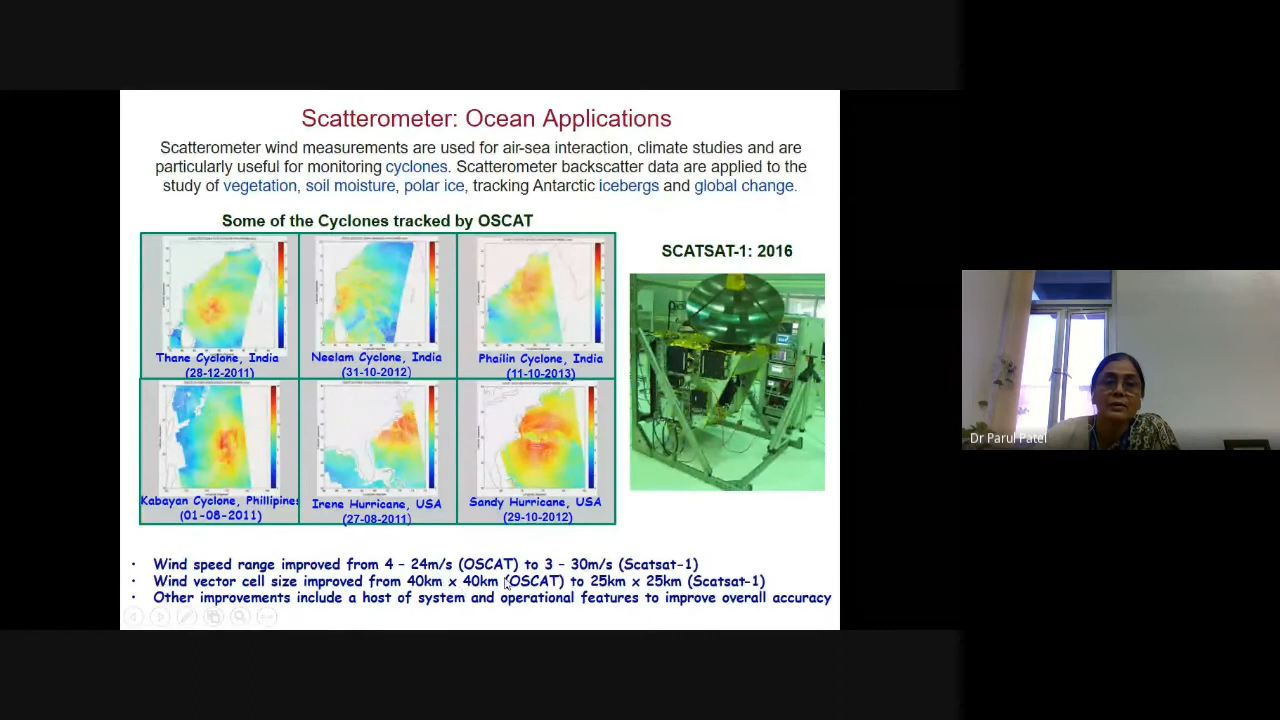 Scatterometer: Ocean Applications
Scatterometer wind measurements are used for air-sea interaction, climate studies and are
particularly useful for monitoring cyclones. Scatterometer backscatter data are applied to the
study of vegetation, soil moisture, polar ice, tracking Antarctic icebergs and global change.
Some of the Cyclones tracked by OSCAT
SCATSAT-1: 2016
Thane Cyclone, India
(28-12-2011)
Neelam Cyclone, India
(31-10-2012)
Phailin Cyclone, India
(11-10-2013)
Kabayan Cyclone, Phillipines
(01-08-2011)
Irene Hurricane, USA
(27-08-2011)
Sandy Hurricane, USA
(29-10-2012)
Dr Parul Patel
· Wind speed range improved from 4 – 24m/s (OSCAT) to 3 – 30m/s (Scatsat-1)
· Wind vector cell size improved from 40km x 40km (OSCAT) to 25km x 25km (Scatsat-1)
· Other improvements include a host of system and operational features to improve overall accuracy